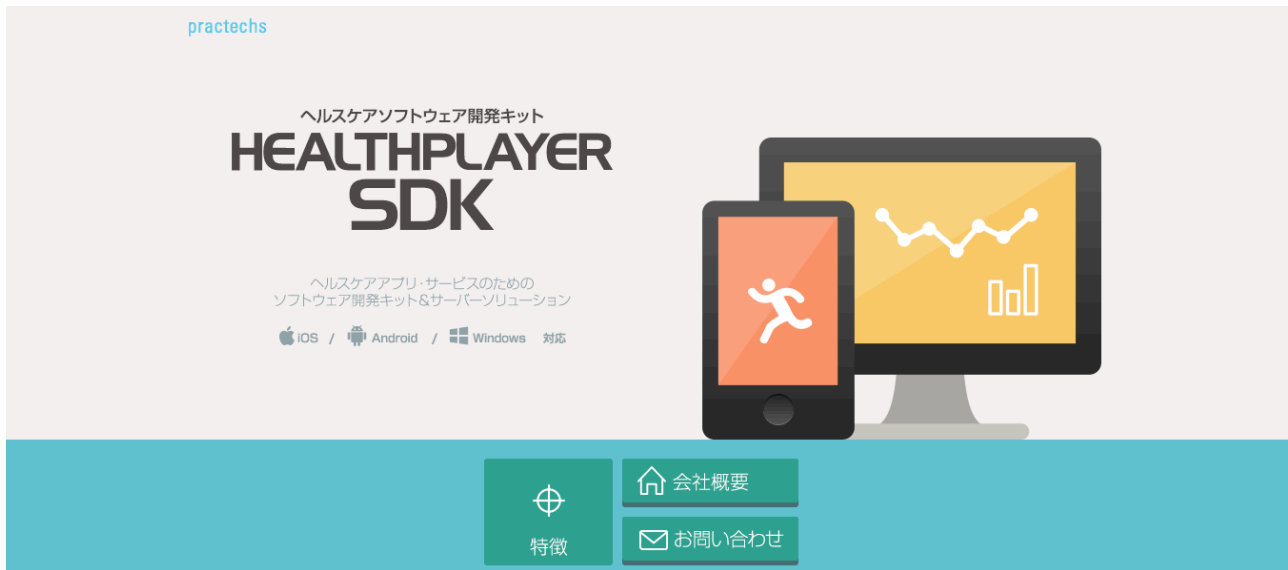 practechs
ヘルスケアソフトウェア開発キット
HEALTHPLAYER
SDK
ヘルスケアアプリ・サービスのための
ソフトウェア開発キット&サーバーソリューション
iOS / Android / Windows 対応
特徴
会社概要
お問い合わせ